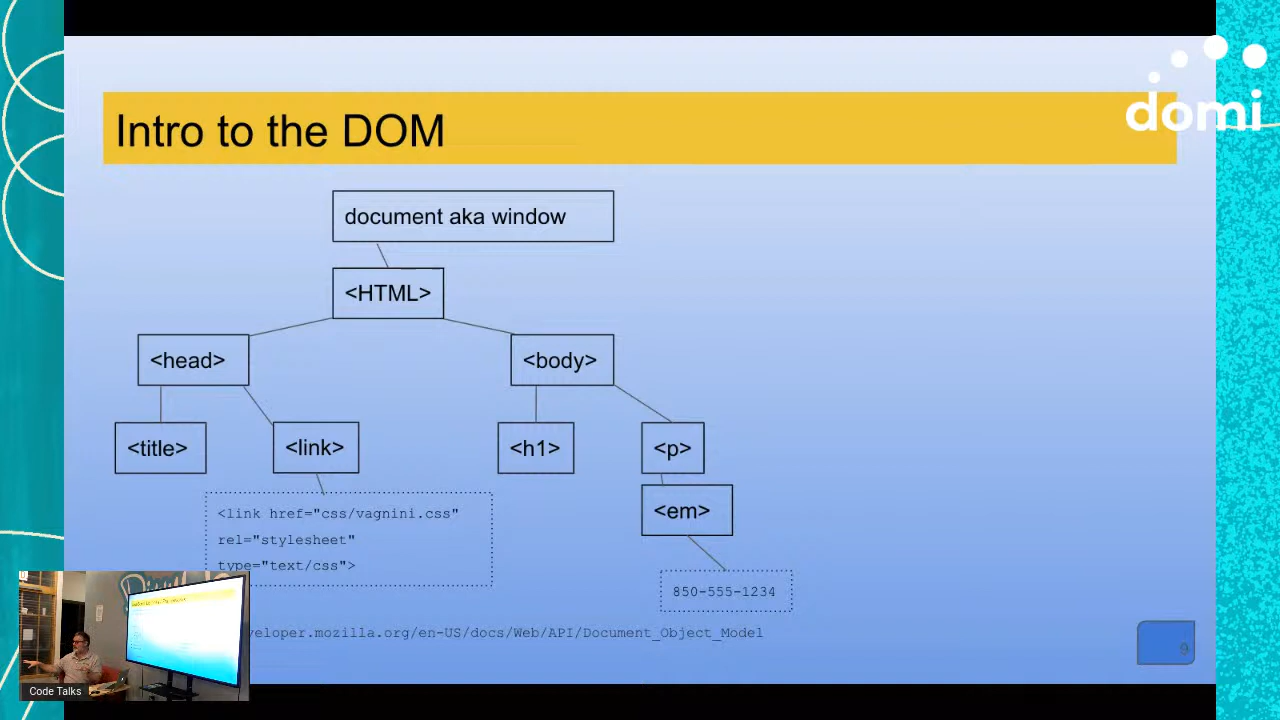 Intro to the DOM
domi
document aka window
<HTML>
<head>
<body>
<title>
<link>
<h1>
<p>
<link href="css/vagnini.css"
rel="stylesheet"
type="text/css">
<em>
850-555-1234
veloper.mozilla.org/en-US/docs/Web/API/Document_Object_Model
9
Code Talks